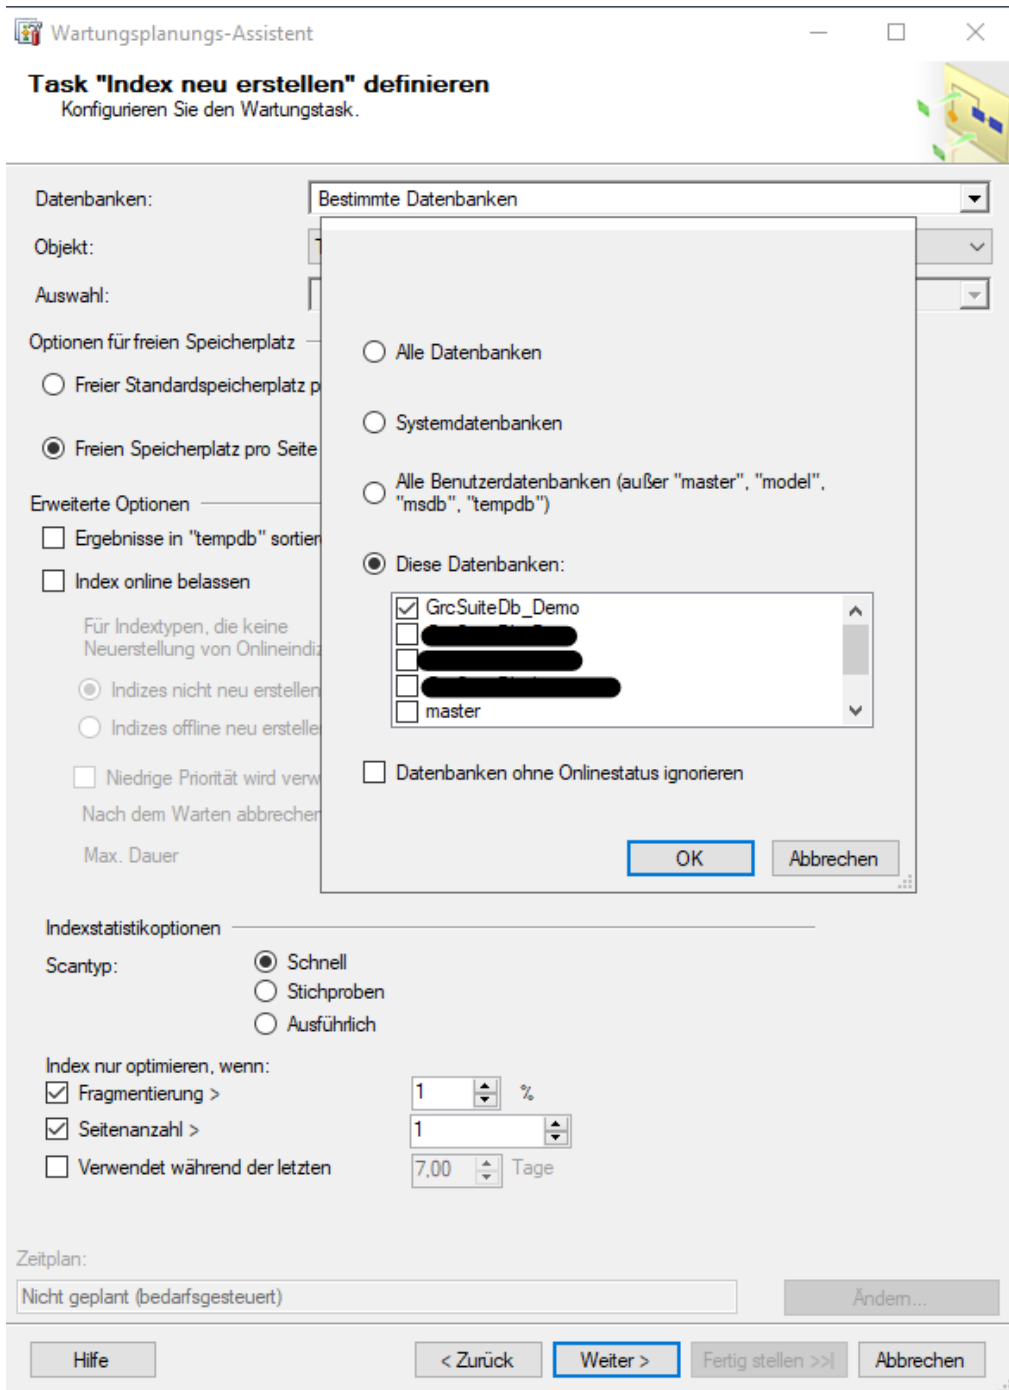 Wartungsplanungs-Assistent
Task "Index neu erstellen" definieren
Konfigurieren Sie den Wartungstask.
Datenbanken:
Bestimmte Datenbanken
Objekt:
Auswahl:
Optionen für freien Speicherplatz
Freier Standardspeicherplatz p
Freien Speicherplatz pro Seite
Erweiterte Optionen
Ergebnisse in "tempdb" sortier
Index online belassen
Für Indextypen, die keine
Neuerstellung von Onlineindiz
Indizes nicht neu erstellen
Indizes offline neu erstelle
Niedrige Priorität wird verw
Nach dem Warten abbrecher
Max. Dauer
Alle Datenbanken
Systemdatenbanken
Alle Benutzerdatenbanken (außer "master", "model",
"msdb", "tempdb")
Diese Datenbanken:
GrcSuiteDb_Demo
master
Datenbanken ohne Onlinestatus ignorieren
OK
Abbrechen
Indexstatistikoptionen
Scantyp:
Schnell
Stichproben
Ausführlich
Index nur optimieren, wenn:
Fragmentierung > 1 %
Seitenanzahl > 1
Verwendet während der letzten 7,00 Tage
Zeitplan:
Nicht geplant (bedarfsgesteuert)
Ändern...
Hilfe
< Zurück
Weiter >
Fertig stellen >>|
Abbrechen